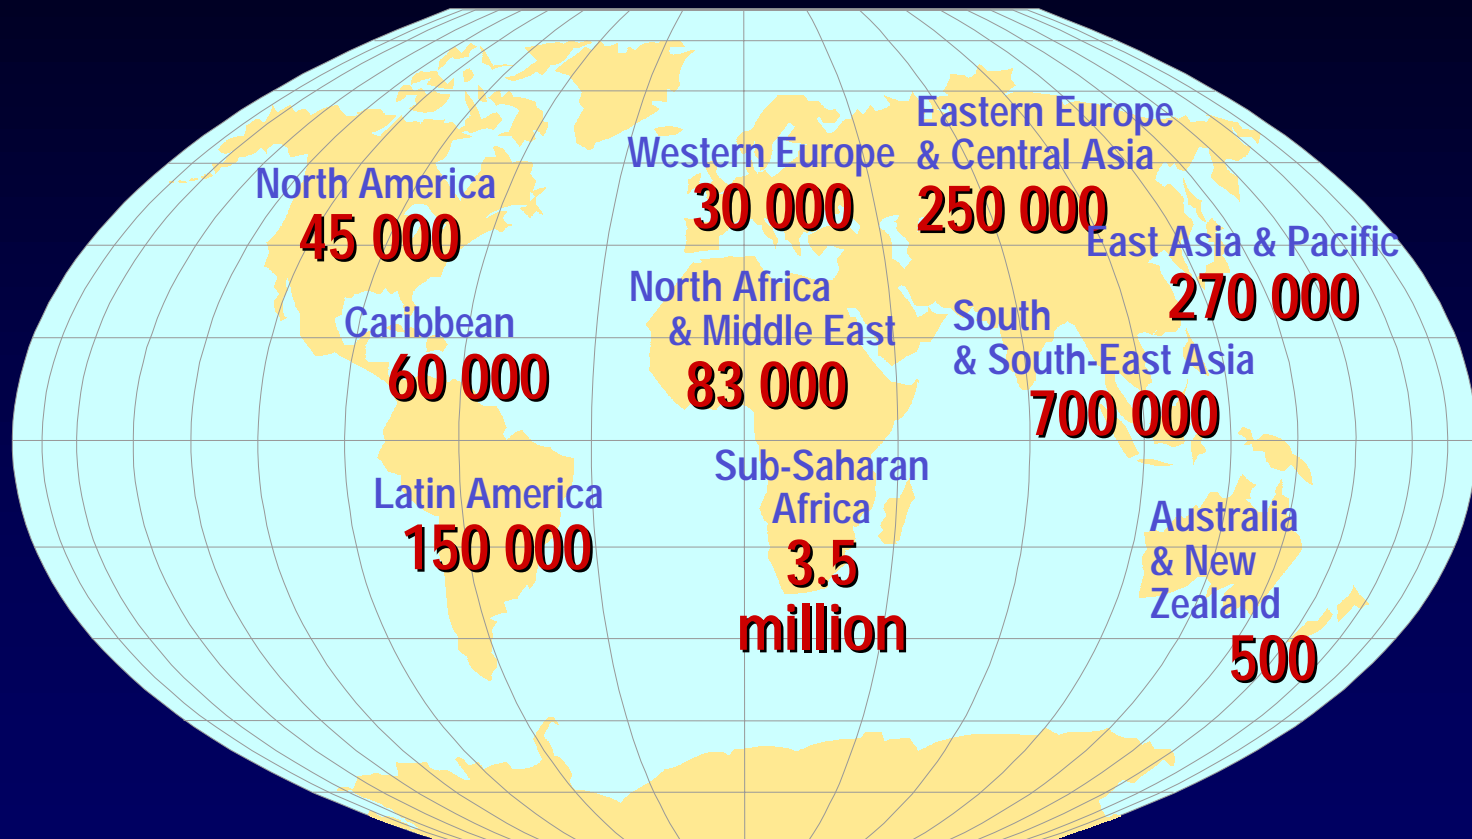 North America
45 000
Caribbean
60 000
Latin America
150 000
Western Europe
30 000
North Africa
& Middle East
83 000
Sub-Saharan
Africa
3.5
million
Eastern Europe
& Central Asia
250 000
East Asia & Pacific
270 000
South
& South-East Asia
700 000
Australia
& New
Zealand
500